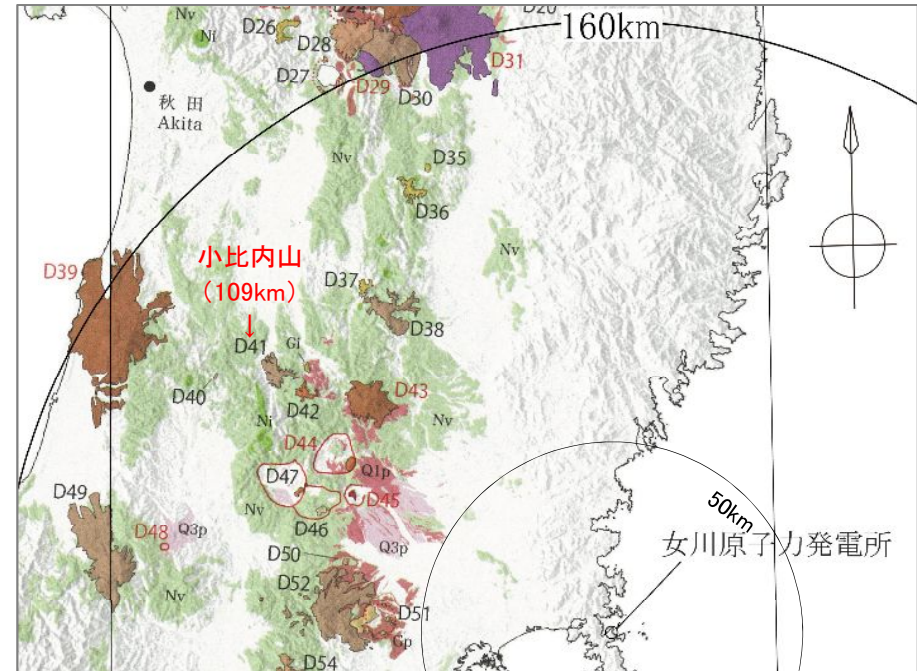 D26
Nv
Ni
D28
D27
D29
D30
D31
160km
秋田
Akita
Nv
D35
D36
Nv
D39
小比内山
（109km）
D37
D38
D41
Gi
D40
D42
D43
Ni
Nv
D44
Q1p
D47
D45
Nv
D46
D49
D48
Q3p
Q3p
50km
女川原子力発電所
D50
D52
Nv
D51
Gp
D54